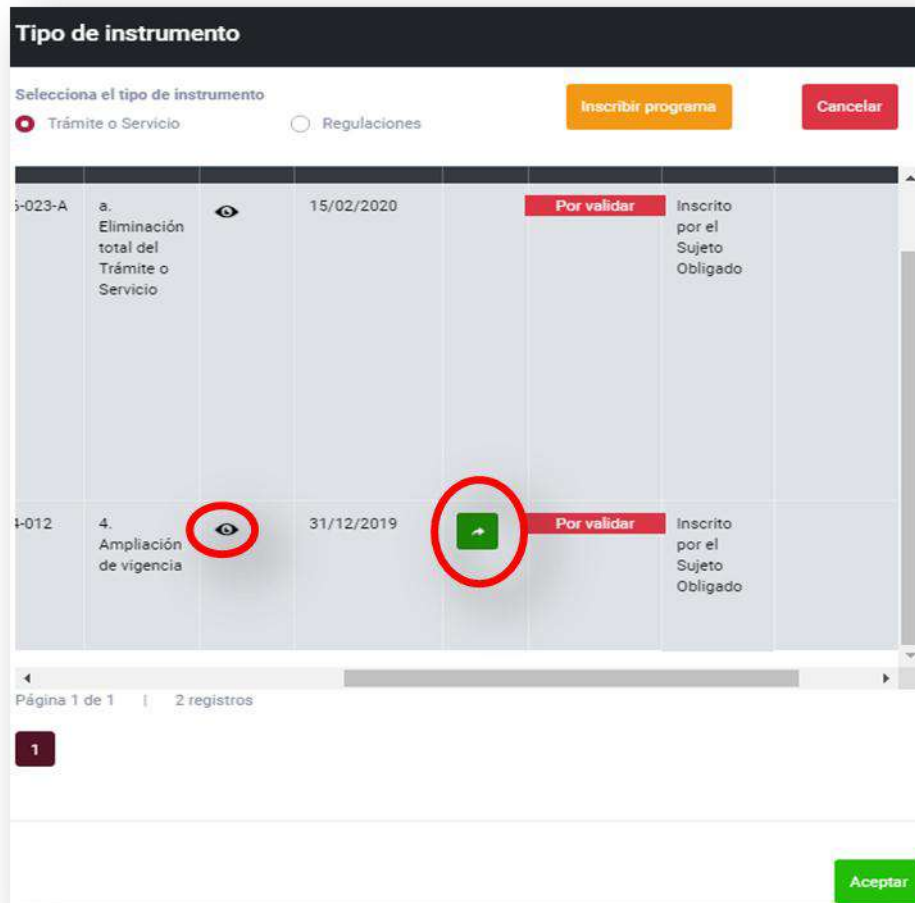 Tipo de instrumento
Selecciona el tipo de instrumento
Trámite o Servicio
Regulaciones
Inscribir programa
Cancelar
-023-A
a.
Eliminación
total del
Trámite o
Servicio
15/02/2020
Por validar
Inscrito
por el
Sujeto
Obligado
-012
4.
Ampliación
de vigencia
31/12/2019
Por validar
Inscrito
por el
Sujeto
Obligado
Página 1 de 1 | 2 registros
1
Aceptar